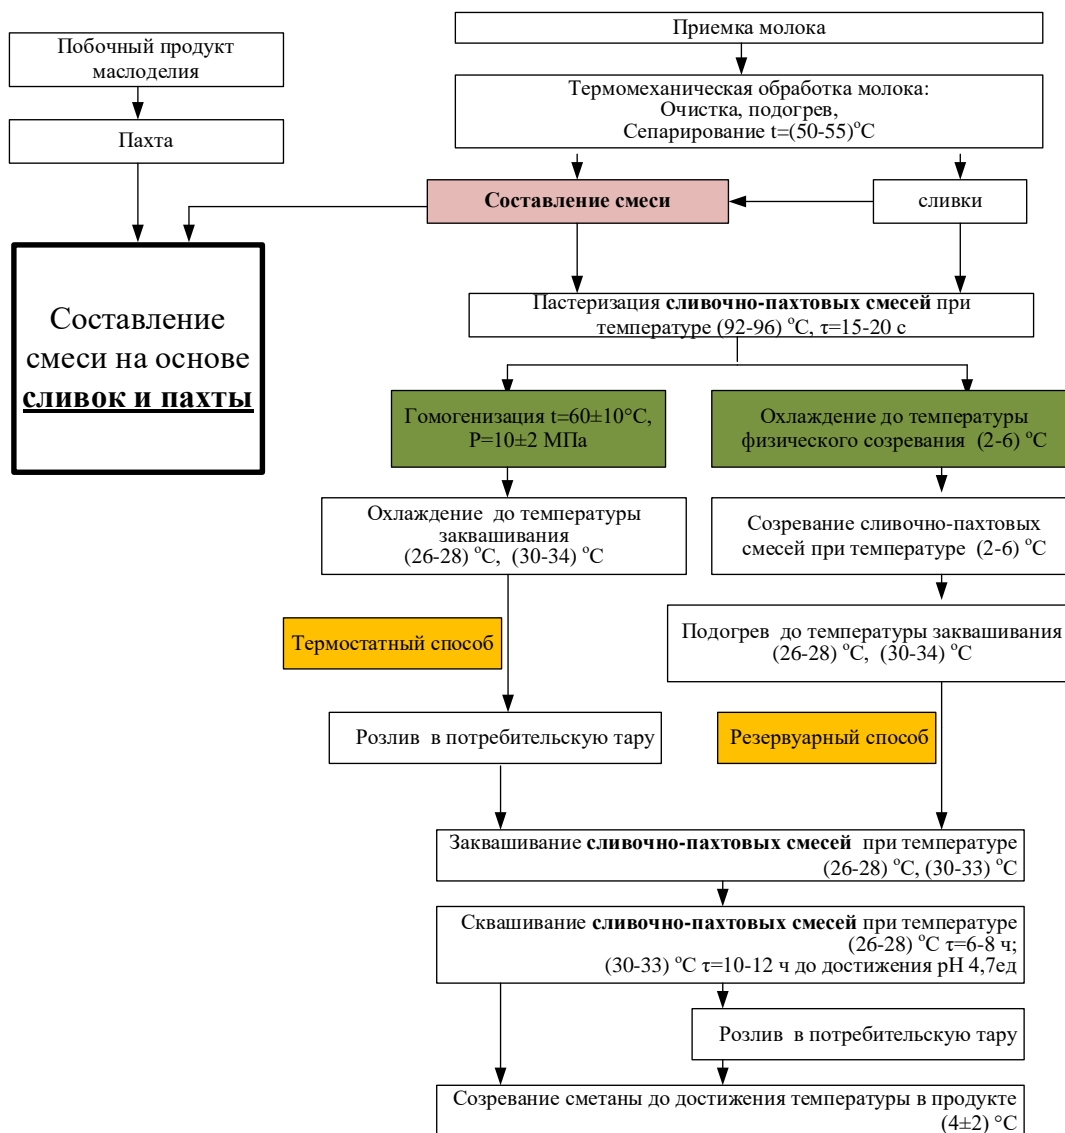 Приемка молока
Побочный продукт
маслоделия
Термомеханическая обработка молока:
Очистка, подогрев,
Сепарирование t=(50-55)°С
Пахта
Составление смеси
сливки
Составление
смеси на основе
сливок и пахты
Пастеризация сливочно-пахтовых смесей при
температуре (92-96) °С, τ=15-20 с
Гомогенизация t=60±10°С,
Р=10±2 МПа
Охлаждение до температуры
физического созревания (2-6) °С
Охлаждение до температуры
заквашивания
(26-28) °С, (30-34) °С
Созревание сливочно-пахтовых
смесей при температуре (2-6) °С
Термостатный способ
Подогрев до температуры заквашивания
(26-28) °С, (30-34) °С
Розлив в потребительскую тару
Резервуарный способ
Заквашивание сливочно-пахтовых смесей при температуре
(26-28) °С, (30-33) °С
Сквашивание сливочно-пахтовых смесей при температуре
(26-28) °С τ=6-8 ч;
(30-33) °С τ=10-12 ч до достижения рН 4,7ед
Розлив в потребительскую тару
Созревание сметаны до достижения температуры в продукте
(4±2) °С